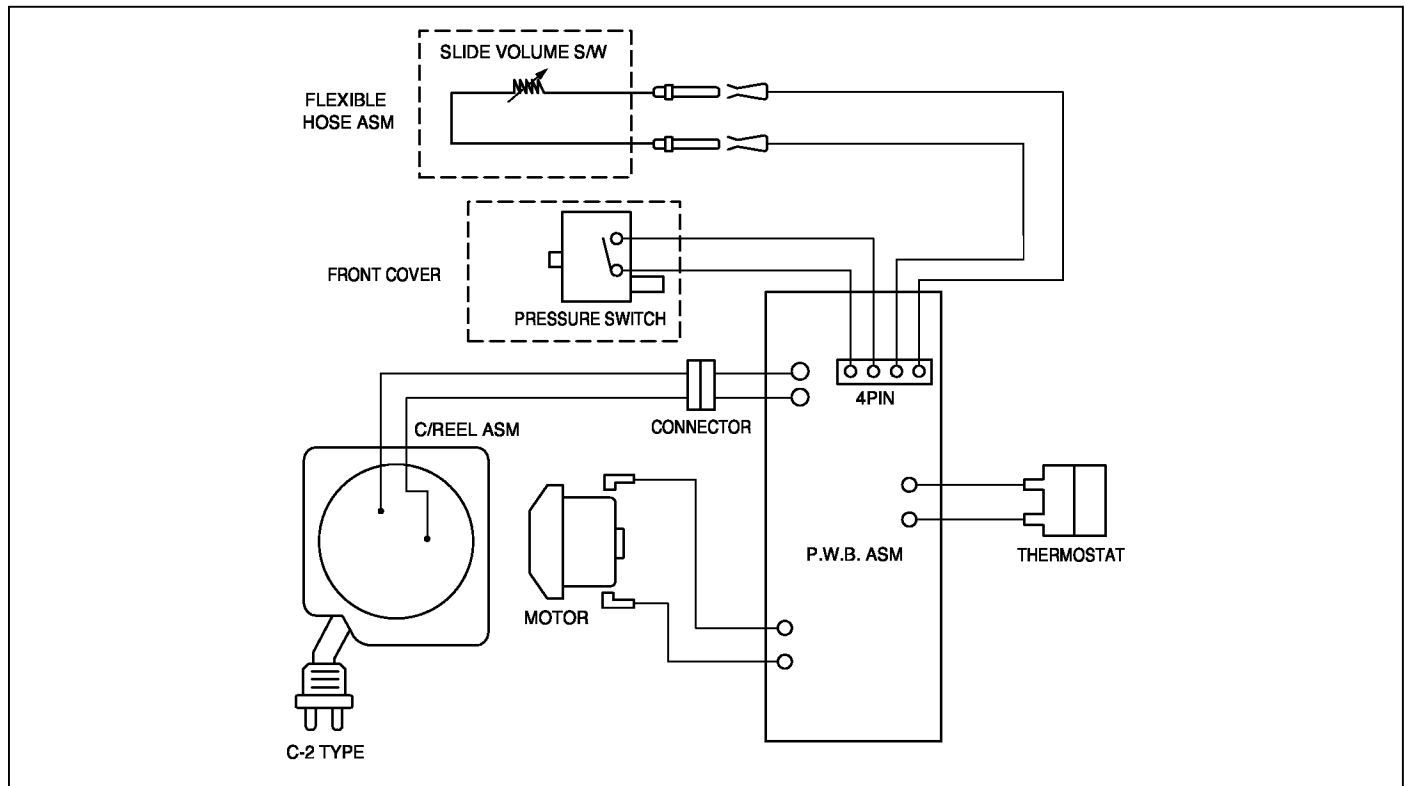 SLIDE VOLUME S/W
FLEXIBLE
HOSE ASM
FRONT COVER
PRESSURE SWITCH
4PIN
CONNECTOR
C/REEL ASM
P.W.B. ASM
THERMOSTAT
MOTOR
C-2 TYPE